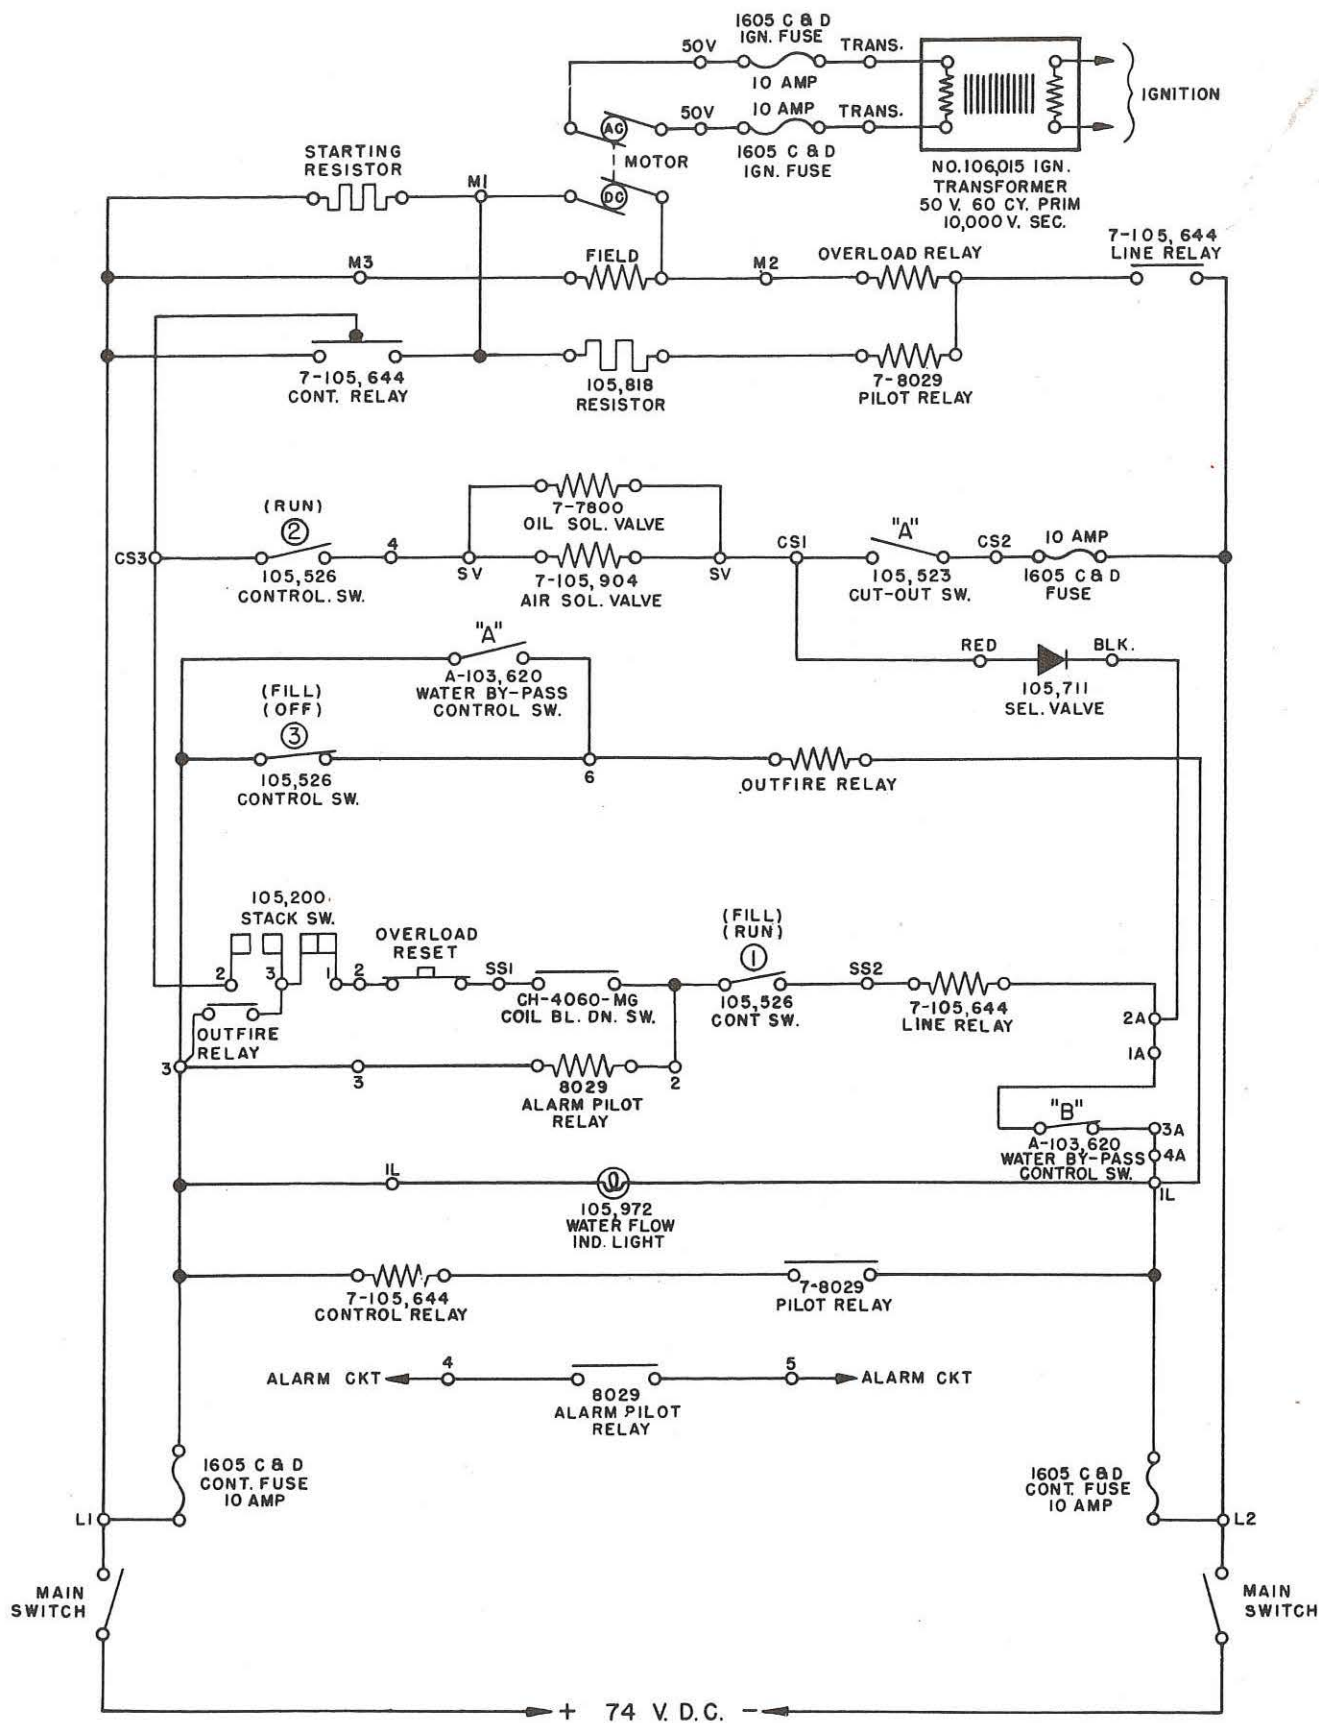 1605 C & D
IGN. FUSE
50V
TRANS.
10 AMP
10 AMP
50V
TRANS.
1605 C & D
IGN. FUSE
IGNITION
AC
MOTOR
DC
NO.106,015 IGN.
TRANSFORMER
50 V. 60 CY. PRIM
10,000 V. SEC.
STARTING
RESISTOR
M1
M3
FIELD
M2
OVERLOAD RELAY
7-105,644
LINE RELAY
7-105,644
CONT. RELAY
105,818
RESISTOR
7-8029
PILOT RELAY
7-7800
OIL SOL. VALVE
(RUN)
2
CS3
105,526
CONTROL. SW.
4
SV
7-105,904
AIR SOL. VALVE
SV
CS1
"A"
105,523
CUT-OUT SW.
CS2
10 AMP
1605 C & D
FUSE
"A"
A-103,620
WATER BY-PASS
CONTROL SW.
RED
BLK.
105,711
SEL. VALVE
(FILL)
(OFF)
3
105,526
CONTROL SW.
6
OUTFIRE RELAY
105,200
STACK SW.
2
3
1
2
OVERLOAD
RESET
SS1
CH-4060-MG
COIL BL. DN. SW.
(FILL)
(RUN)
1
105,526
CONT SW.
SS2
7-105,644
LINE RELAY
2A
1A
OUTFIRE
RELAY
3
3
8029
ALARM PILOT
RELAY
2
"B"
A-103,620
WATER BY-PASS
CONTROL SW.
3A
4A
IL
IL
105,972
WATER FLOW
IND. LIGHT
7-105,644
CONTROL RELAY
7-8029
PILOT RELAY
ALARM CKT
4
8029
ALARM PILOT
RELAY
5
ALARM CKT
1605 C & D
CONT. FUSE
10 AMP
1605 C & D
CONT. FUSE
10 AMP
L1
L2
MAIN
SWITCH
MAIN
SWITCH
+ 74 V. D.C. -